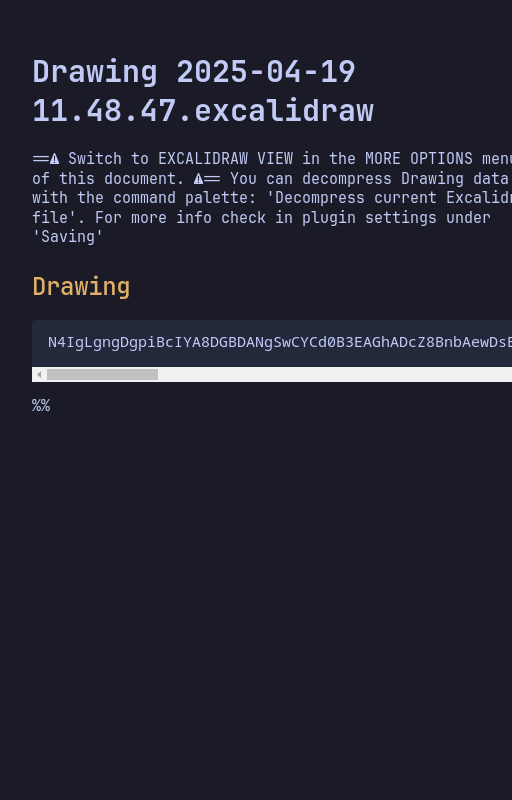 Drawing 2025-04-19
11.48.47.excalidraw
==⚠ Switch to EXCALIDRAW VIEW in the MORE OPTIONS menu
of this document. ⚠== You can decompress Drawing data
with the command palette: 'Decompress current Excalidr
file'. For more info check in plugin settings under
'Saving'
Drawing
N4IgLgngDgpiBcIYA8DGBDANgSwCYCd0B3EAGhADcZ8BnbAewDsE
%%